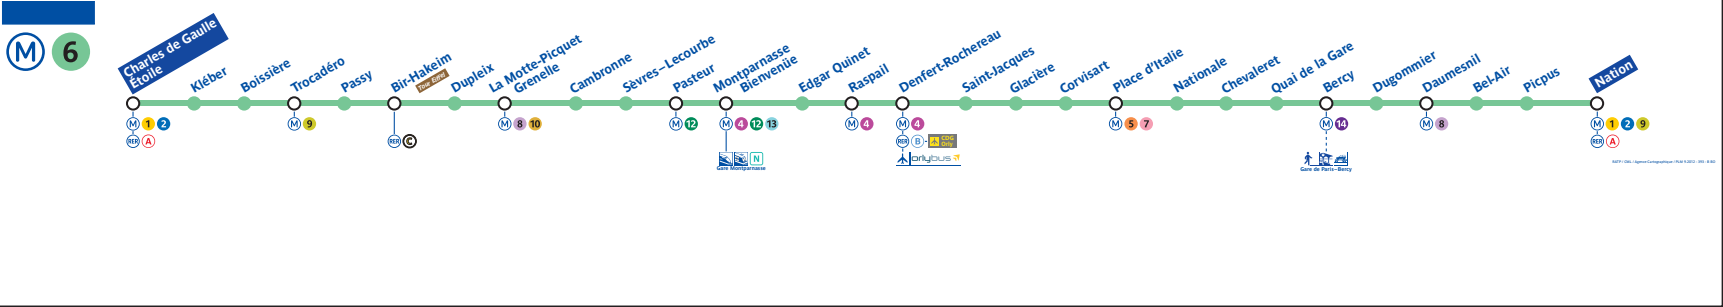 M 6
Charles de Gaulle
Étoile
Kléber
Boissière
Trocadéro
Passy
Bir-Hakeim
Tour Eiffel
Dupleix
La Motte-Picquet
Grenelle
Cambronne
Sèvres–Lecourbe
Pasteur
Montparnasse
Bienvenüe
Edgar Quinet
Raspail
Denfert-Rochereau
Saint-Jacques
Glacière
Corvisart
Place d'Italie
Nationale
Chevaleret
Quai de la Gare
Bercy
Dugommier
Daumesnil
Bel-Air
Picpus
Nation
M 1 2
RER A
M 9
RER C
M 8 10
M 12
M 4 12 13
N
Gare Montparnasse
M 4
M 4
RER B - CDG
Orly
orlybus
M 5 7
M 14
Gare de Paris–Bercy
M 8
M 1 2 9
RER A